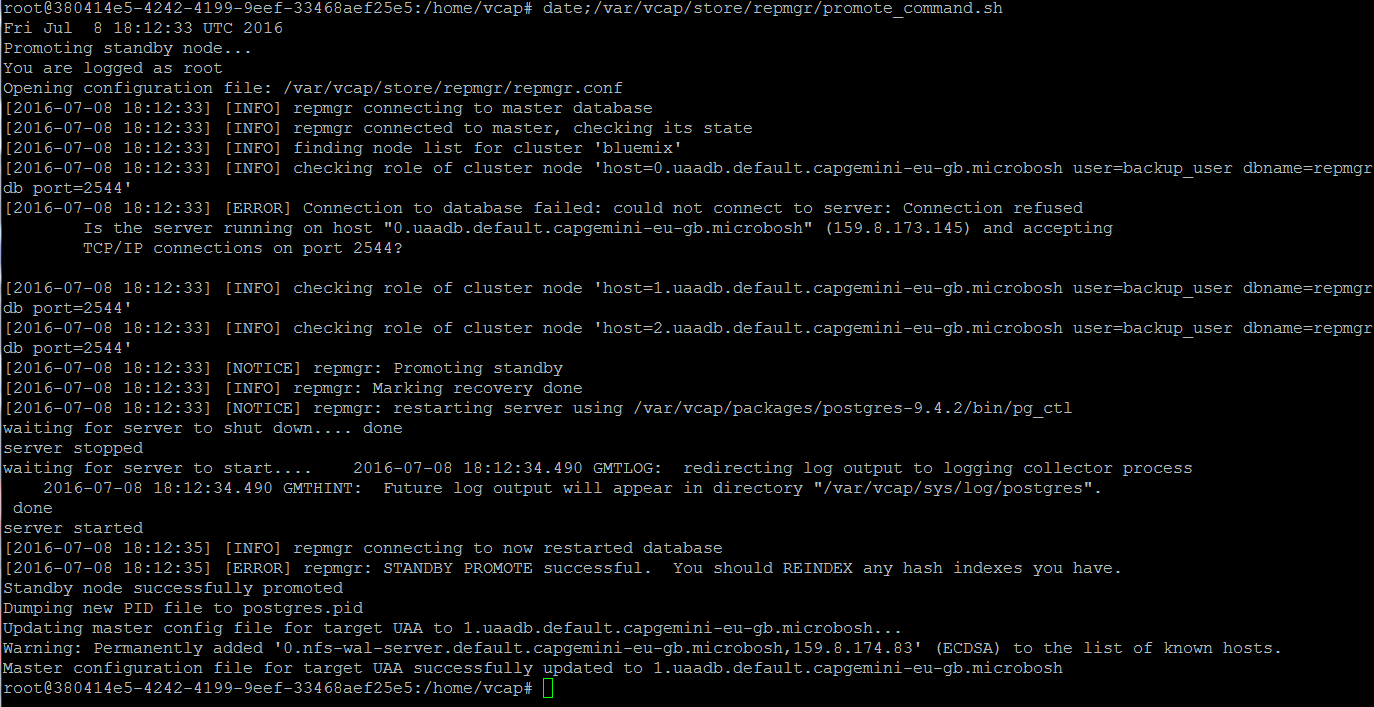 root@380414e5-4242-4199-9eef-33468aef25e5:/home/vcap# date;/var/vcap/store/repmgr/promote_command.sh
Fri Jul  8 18:12:33 UTC 2016
Promoting standby node...
You are logged as root
Opening configuration file: /var/vcap/store/repmgr/repmgr.conf
[2016-07-08 18:12:33] [INFO] repmgr connecting to master database
[2016-07-08 18:12:33] [INFO] repmgr connected to master, checking its state
[2016-07-08 18:12:33] [INFO] finding node list for cluster 'bluemix'
[2016-07-08 18:12:33] [INFO] checking role of cluster node 'host=0.uaadb.default.capgemini-eu-gb.microbosh user=backup_user dbname=repmgr
db port=2544'
[2016-07-08 18:12:33] [ERROR] Connection to database failed: could not connect to server: Connection refused
        Is the server running on host "0.uaadb.default.capgemini-eu-gb.microbosh" (159.8.173.145) and accepting
        TCP/IP connections on port 2544?

[2016-07-08 18:12:33] [INFO] checking role of cluster node 'host=1.uaadb.default.capgemini-eu-gb.microbosh user=backup_user dbname=repmgr
db port=2544'
[2016-07-08 18:12:33] [INFO] checking role of cluster node 'host=2.uaadb.default.capgemini-eu-gb.microbosh user=backup_user dbname=repmgr
db port=2544'
[2016-07-08 18:12:33] [NOTICE] repmgr: Promoting standby
[2016-07-08 18:12:33] [INFO] repmgr: Marking recovery done
[2016-07-08 18:12:33] [NOTICE] repmgr: restarting server using /var/vcap/packages/postgres-9.4.2/bin/pg_ctl
waiting for server to shut down.... done
server stopped
waiting for server to start....    2016-07-08 18:12:34.490 GMTLOG:  redirecting log output to logging collector process
    2016-07-08 18:12:34.490 GMTHINT:  Future log output will appear in directory "/var/vcap/sys/log/postgres".
 done
server started
[2016-07-08 18:12:35] [INFO] repmgr connecting to now restarted database
[2016-07-08 18:12:35] [ERROR] repmgr: STANDBY PROMOTE successful.  You should REINDEX any hash indexes you have.
Standby node successfully promoted
Dumping new PID file to postgres.pid
Updating master config file for target UAA to 1.uaadb.default.capgemini-eu-gb.microbosh...
Warning: Permanently added '0.nfs-wal-server.default.capgemini-eu-gb.microbosh,159.8.174.83' (ECDSA) to the list of known hosts.
Master configuration file for target UAA successfully updated to 1.uaadb.default.capgemini-eu-gb.microbosh
root@380414e5-4242-4199-9eef-33468aef25e5:/home/vcap#